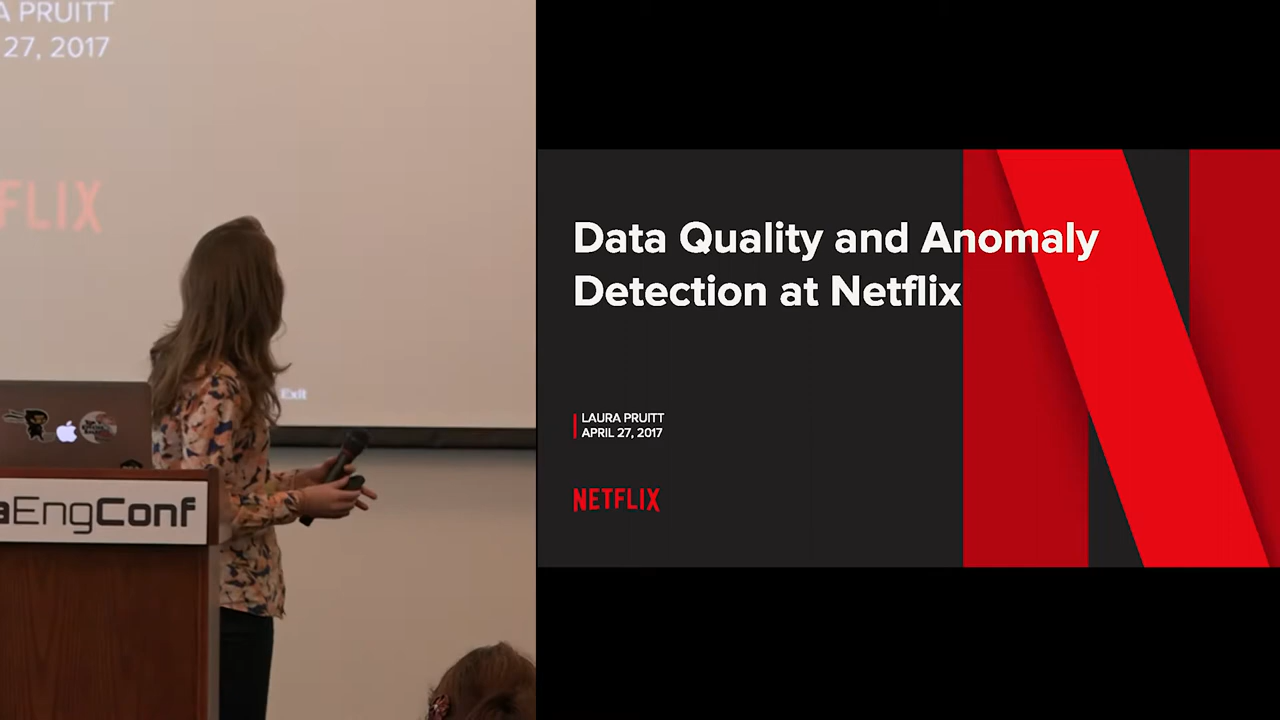 A PRUITT
27, 2017
FLIX
Exit
aEngConf
Data Quality and Anomaly
Detection at Netflix
LAURA PRUITT
APRIL 27, 2017
NETFLIX